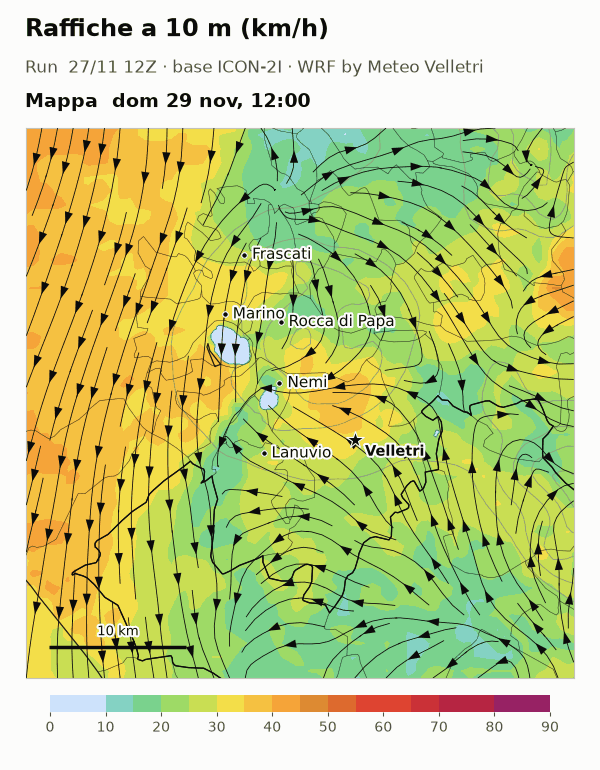 Raffiche a 10 m (km/h)
Run 27/11 12Z · base ICON-2I · WRF by Meteo Velletri
Mappa dom 29 nov, 12:00
Frascati
Marino
Rocca di Papa
Nemi
Velletri
Lanuvio
10 km
0 10 20 30 40 50 60 70 80 90